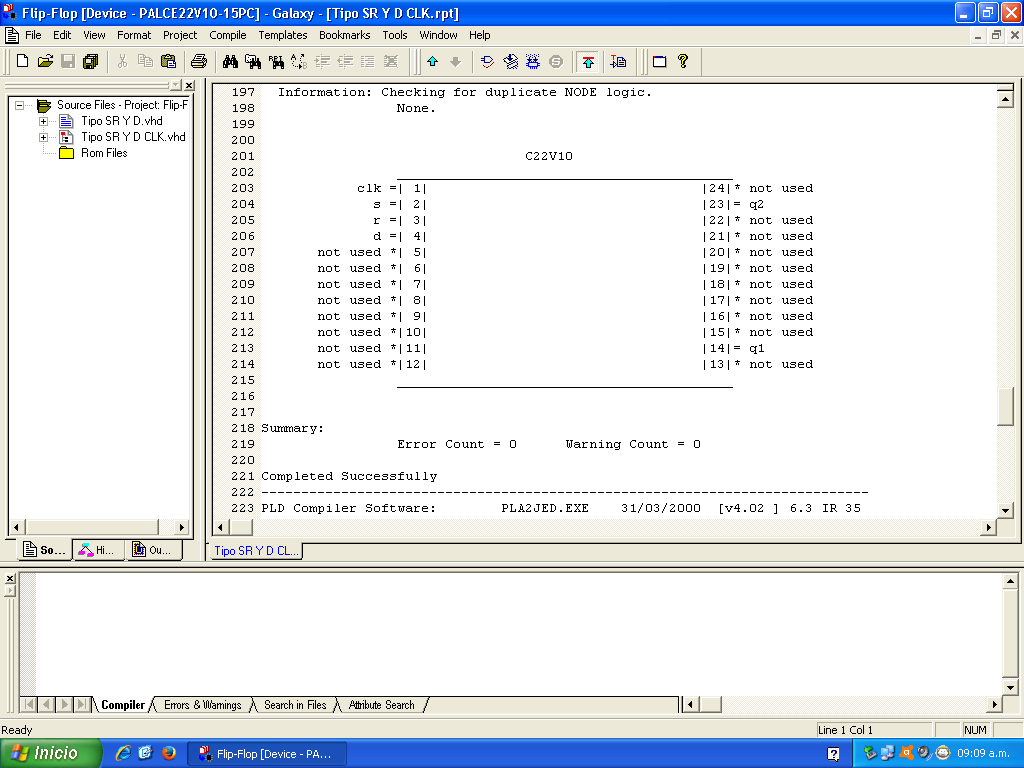 Flip-Flop [Device - PALCE22V10-15PC] - Galaxy - [Tipo SR Y D CLK.rpt]
File Edit View Format Project Compile Templates Bookmarks Tools Window Help
Source Files - Project: Flip-F
Tipo SR Y D.vhd
Tipo SR Y D CLK.vhd
Rom Files
So...
Hi...
Ou...
197 Information: Checking for duplicate NODE logic.
198 None.
199
200
201 C22V10
202 __________________________________________
203 clk =| 1| |24|* not used
204 s =| 2| |23|= q2
205 r =| 3| |22|* not used
206 d =| 4| |21|* not used
207 not used *| 5| |20|* not used
208 not used *| 6| |19|* not used
209 not used *| 7| |18|* not used
210 not used *| 8| |17|* not used
211 not used *| 9| |16|* not used
212 not used *|10| |15|* not used
213 not used *|11| |14|= q1
214 not used *|12| |13|* not used
215 __________________________________________
216
217
218 Summary:
219 Error Count = 0 Warning Count = 0
220
221 Completed Successfully
222 ----------------------------------------------------------------------------
223 PLD Compiler Software: PLA2JED.EXE 31/03/2000 [v4.02 ] 6.3 IR 35
Tipo SR Y D CL...
Compiler Errors & Warnings Search in Files Attribute Search
Ready Line 1 Col 1 NUM
Inicio Flip-Flop [Device - PA... 09:09 a.m.